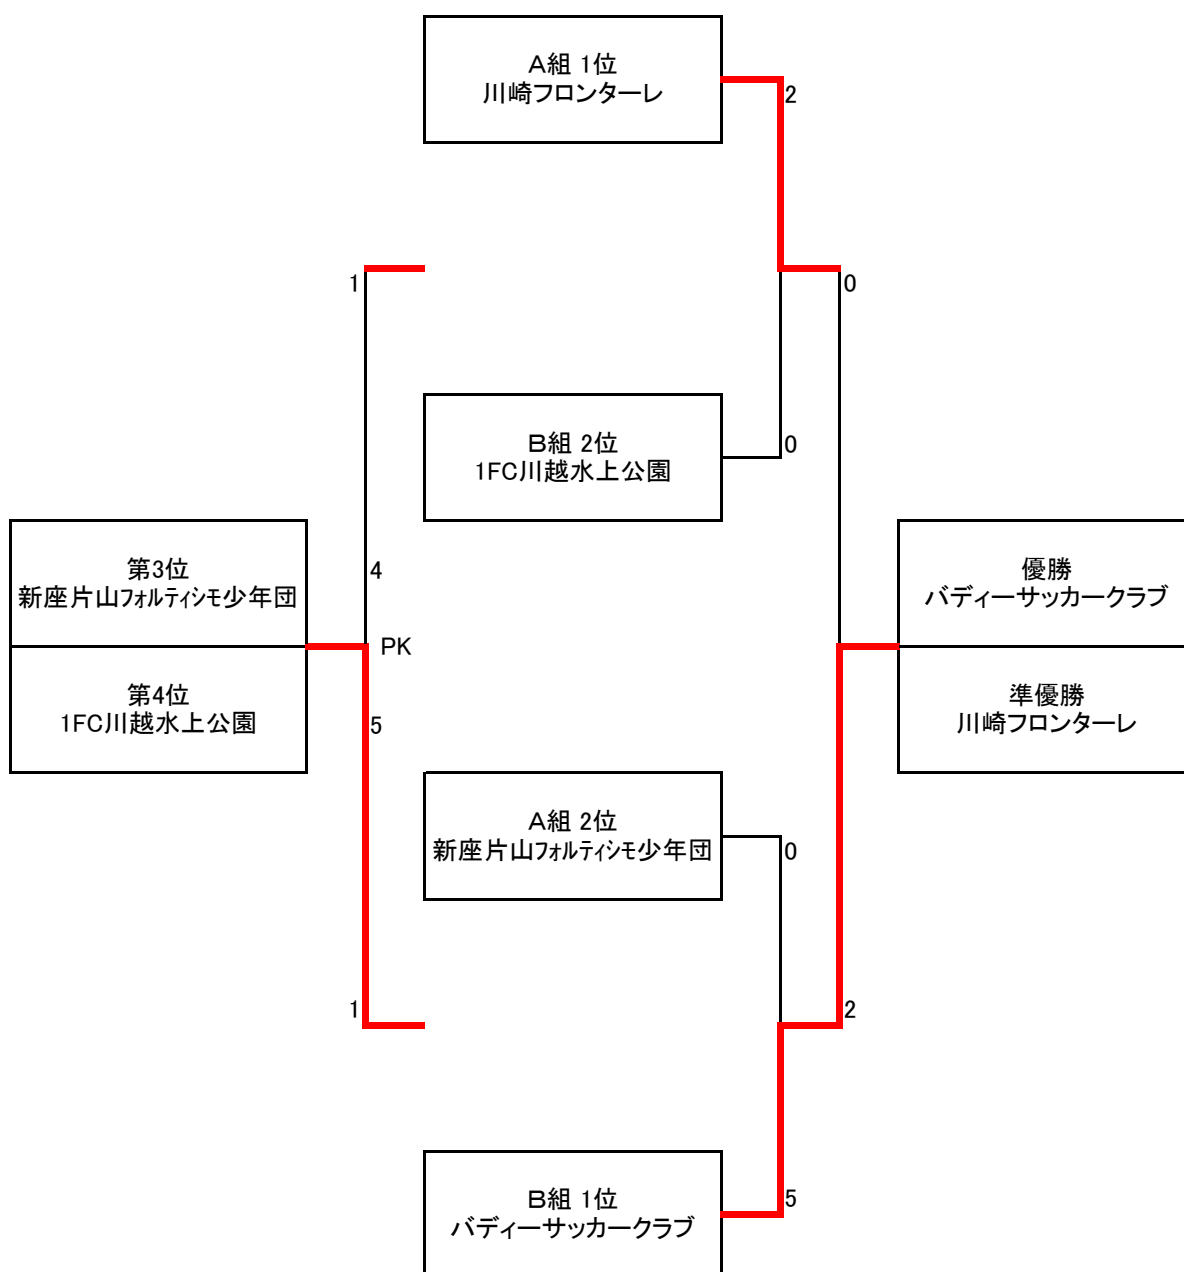 A組 1位
川崎フロンターレ
2
1
0
B組 2位
1FC川越水上公園
0
第3位
新座片山フォルティシモ少年団
4
優勝
バディーサッカークラブ
PK
第4位
1FC川越水上公園
5
準優勝
川崎フロンターレ
A組 2位
新座片山フォルティシモ少年団
0
1
2
B組 1位
バディーサッカークラブ
5